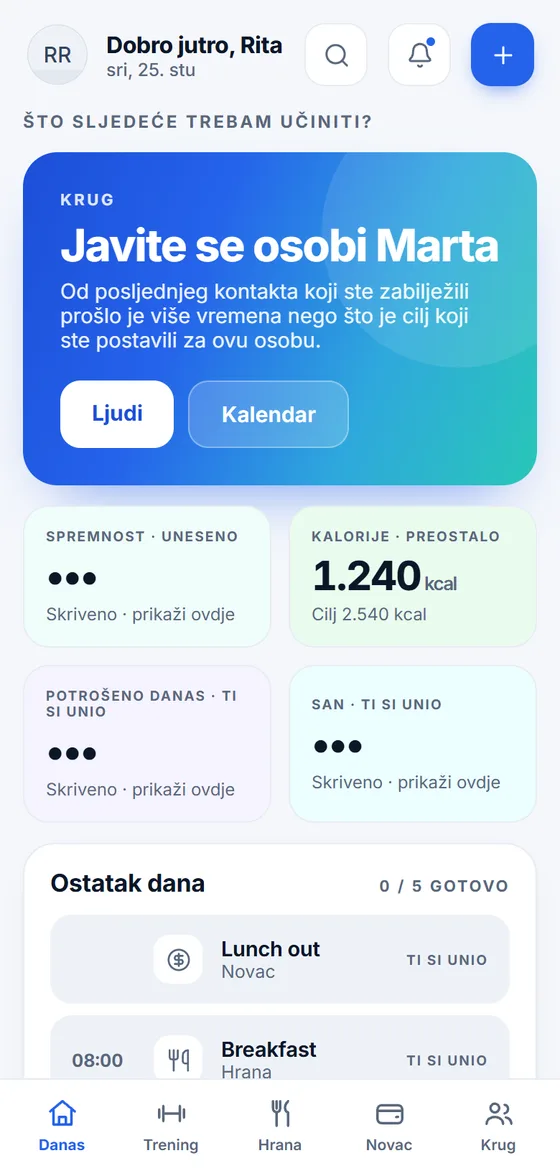 RR
Dobro jutro, Rita
sri, 25. stu
ŠTO SLJEDEĆE TREBAM UČINITI?
KRUG
Javite se osobi Marta
Od posljednjeg kontakta koji ste zabilježili
prošlo je više vremena nego što je cilj koji
ste postavili za ovu osobu.
Ljudi
Kalendar
SPREMNOST · UNESENO
•••
Skriveno · prikaži ovdje
KALORIJE · PREOSTALO
1.240 kcal
Cilj 2.540 kcal
POTROŠENO DANAS · TI
SI UNIO
•••
Skriveno · prikaži ovdje
SAN · TI SI UNIO
•••
Skriveno · prikaži ovdje
Ostatak dana
0 / 5 GOTOVO
Lunch out
Novac
TI SI UNIO
08:00
Breakfast
Hrana
TI SI UNIO
Danas
Trening
Hrana
Novac
Krug